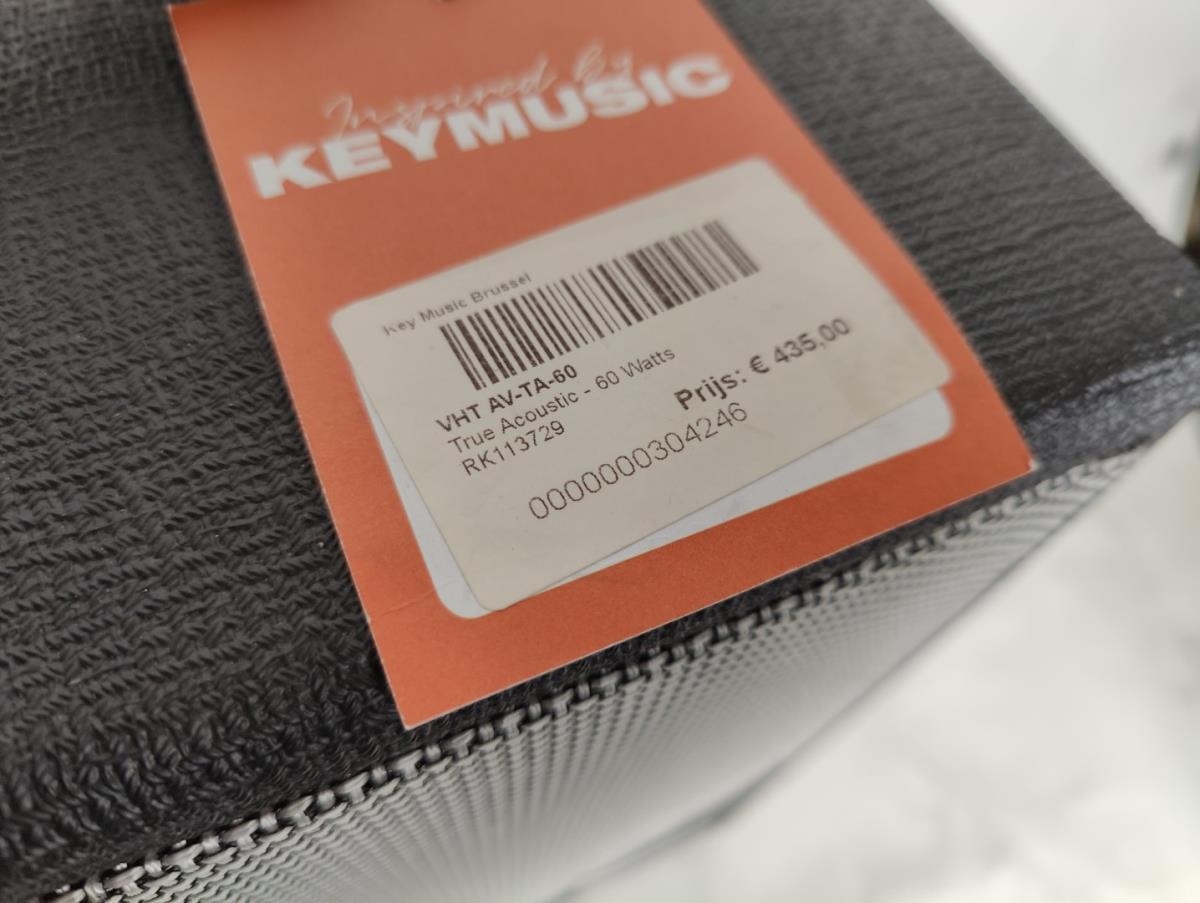 Inspired by
KEYMUSIC
Key Music Brussel
VHT AV-TA-60
True Acoustic - 60 Watts
RK113729
Prijs: € 435,00
0000000304246